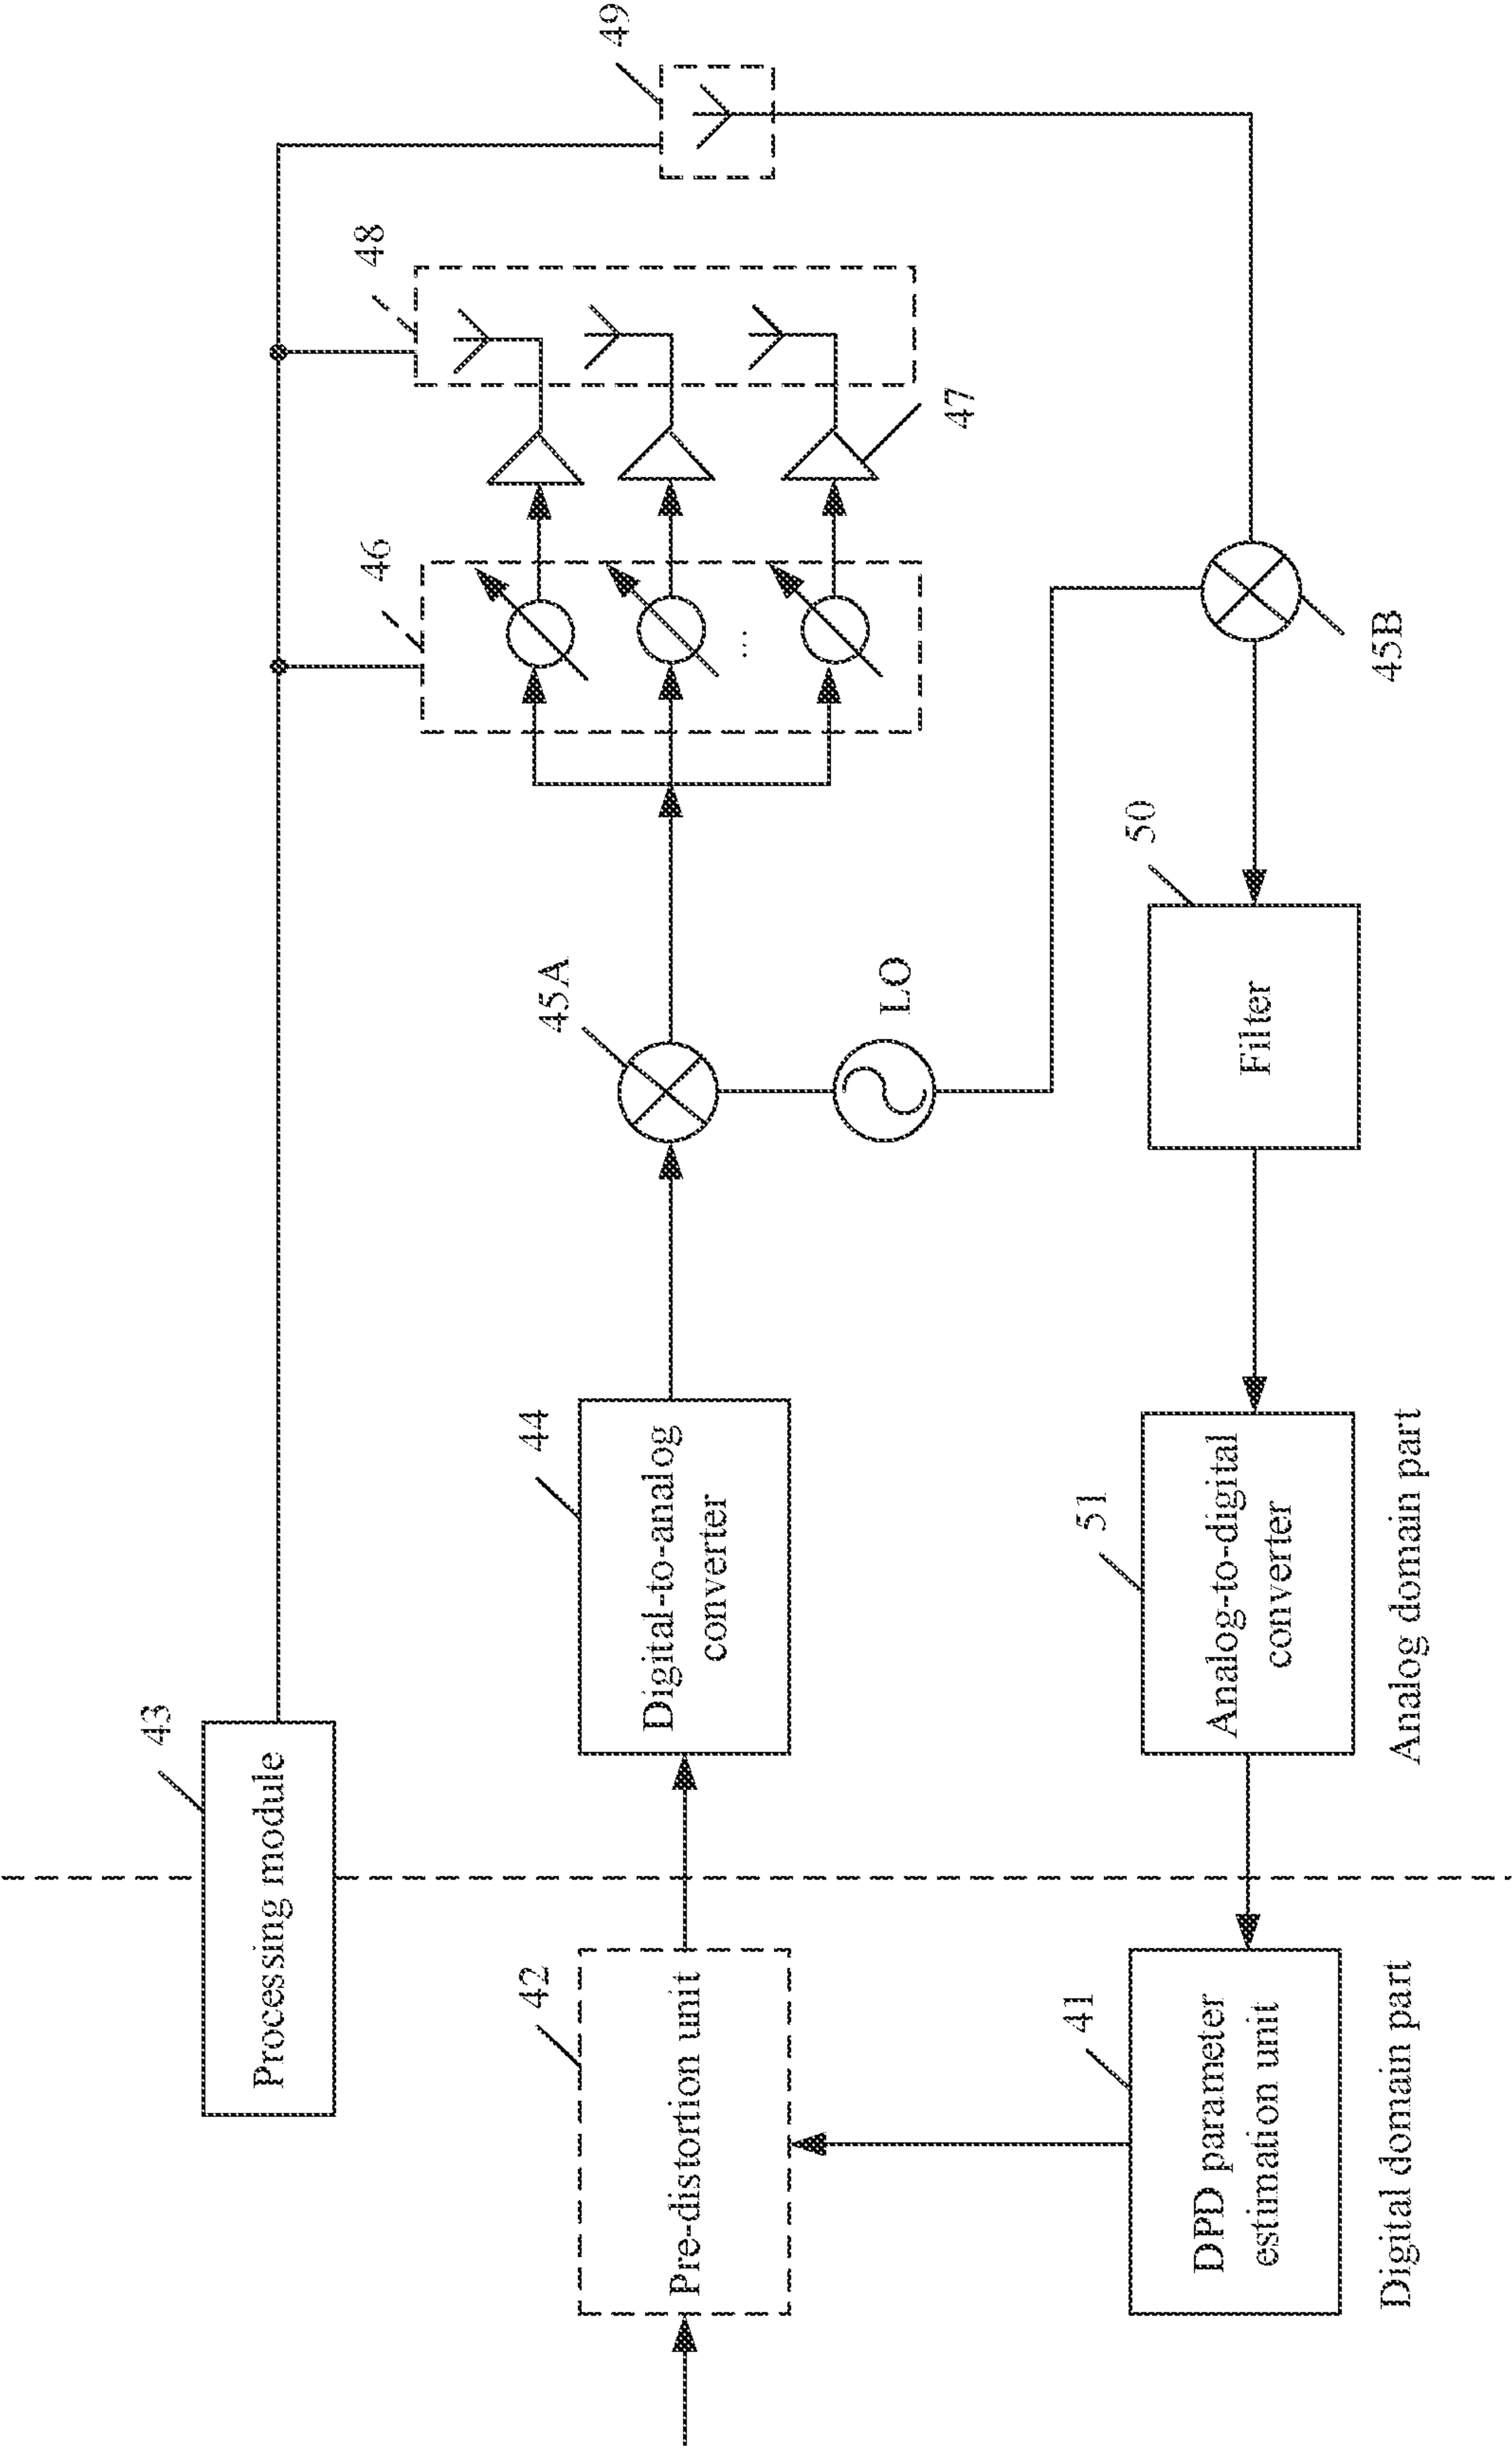 43
Processing module
46
48
49
42
Pre-distortion unit
44
Digital-to-analog
converter
45A
47
LO
41
DPD parameter
estimation unit
51
Analog-to-digital
converter
50
Filter
45B
...
Digital domain part
Analog domain part